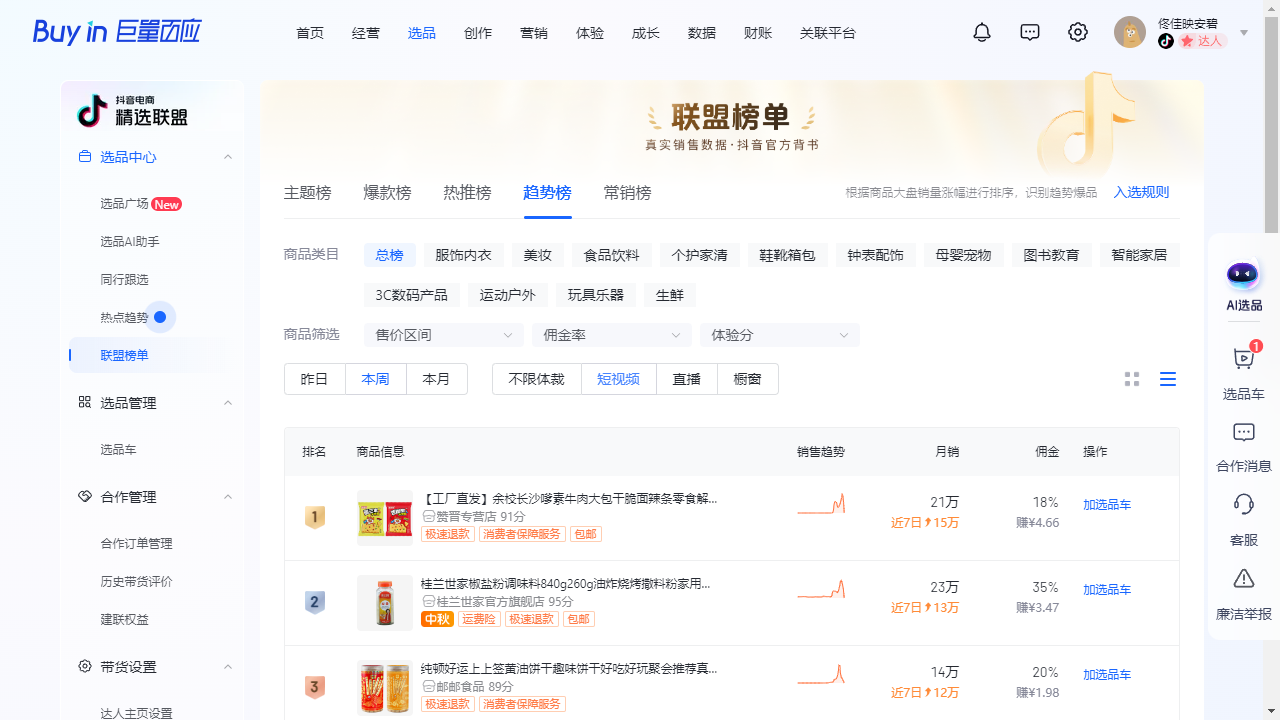 Buy in 巨量百应
首页 经营 选品 创作 营销 体验 成长 数据 财账 关联平台
佟佳映安碧
达人
抖音电商
精选联盟
选品中心
选品广场 New
选品AI助手
同行跟选
热点趋势
联盟榜单
选品管理
选品车
合作管理
合作订单管理
历史带货评价
建联权益
带货设置
达人主页设置
联盟榜单
真实销售数据·抖音官方背书
主题榜 爆款榜 热推榜 趋势榜 常销榜
根据商品大盘销量涨幅进行排序，识别趋势爆品 入选规则
商品类目 总榜 服饰内衣 美妆 食品饮料 个护家清 鞋靴箱包 钟表配饰 母婴宠物 图书教育 智能家居
3C数码产品 运动户外 玩具乐器 生鲜
商品筛选 售价区间 佣金率 体验分
昨日 本周 本月 不限体裁 短视频 直播 橱窗
排名 商品信息 销售趋势 月销 佣金 操作
1
【工厂直发】余校长沙嗲素牛肉大包干脆面辣条零食解...
赞晋专营店 91分
极速退款 消费者保障服务 包邮
21万
近7日15万
18%
赚¥4.66
加选品车
2
桂兰世家椒盐粉调味料840g260g油炸烧烤撒料粉家用...
桂兰世家官方旗舰店 95分
中秋 运费险 极速退款 包邮
23万
近7日13万
35%
赚¥3.47
加选品车
3
纯顿好运上上签黄油饼干趣味饼干好吃好玩聚会推荐真...
邮邮食品 89分
极速退款 消费者保障服务
14万
近7日12万
20%
赚¥1.98
加选品车
AI选品
1
选品车
合作消息
客服
廉洁举报